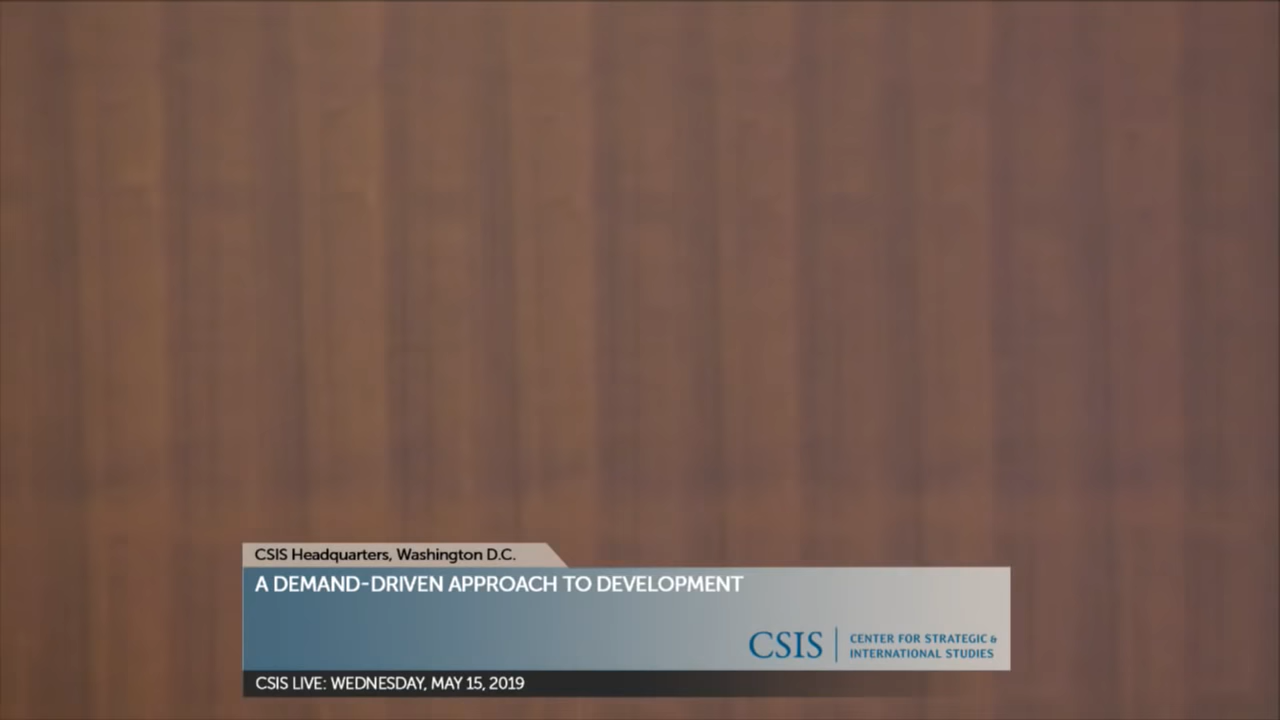 CSIS Headquarters, Washington D.C.
A DEMAND-DRIVEN APPROACH TO DEVELOPMENT
CSIS
CENTER FOR STRATEGIC &
INTERNATIONAL STUDIES
CSIS LIVE: WEDNESDAY, MAY 15, 2019